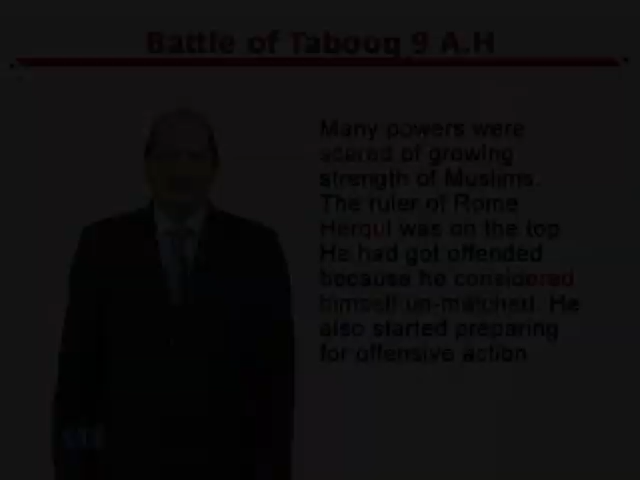 Battle of Tabooq 9 A.H
Many powers were
scared of growing
strength of Muslims.
The ruler of Rome
Herqul was on the top
He had got offended
because he considered
himself un-matched. He
also started preparing
for offensive action